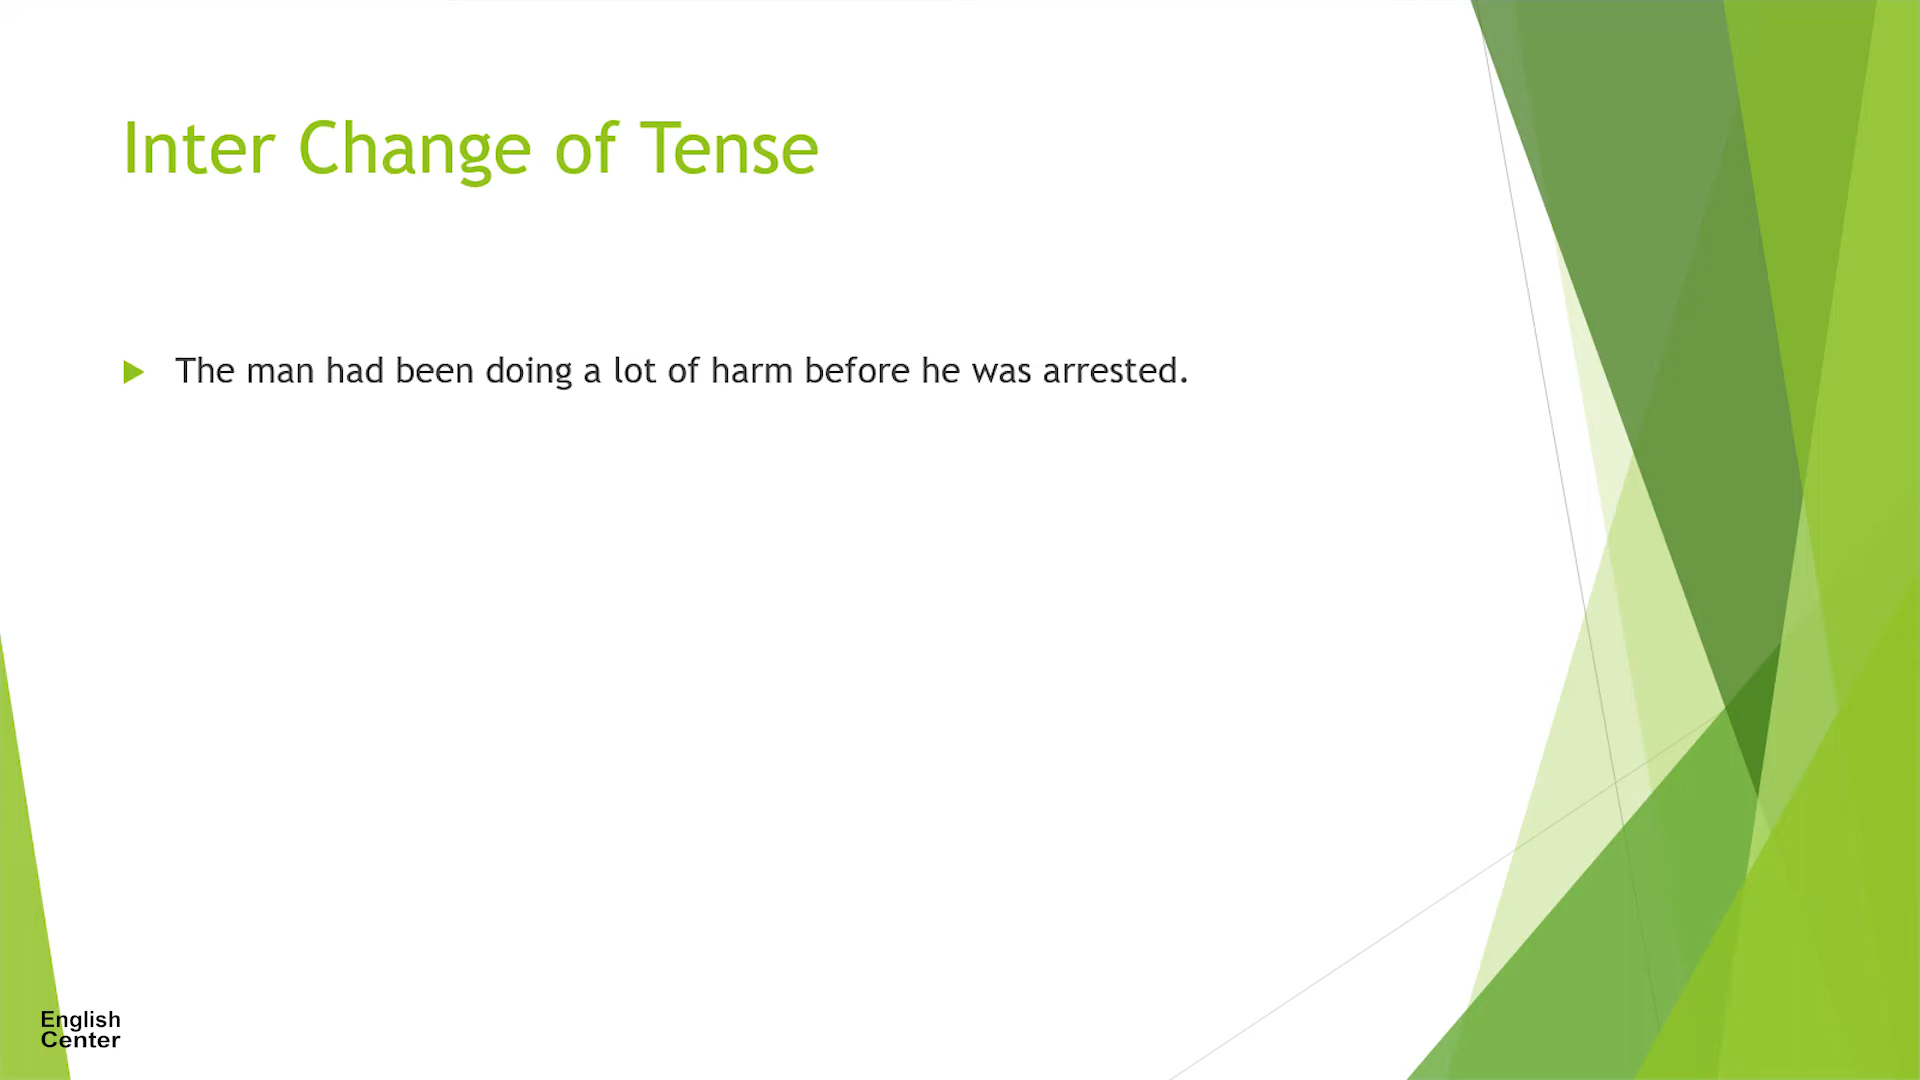 Inter Change of Tense
The man had been doing a lot of harm before he was arrested.
English
Center